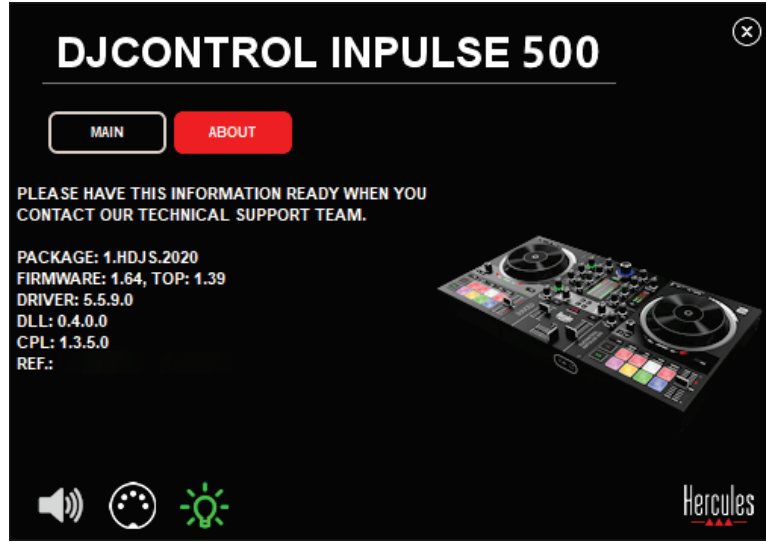 DJCONTROL INPULSE 500
MAIN
ABOUT
PLEASE HAVE THIS INFORMATION READY WHEN YOU
CONTACT OUR TECHNICAL SUPPORT TEAM.
PACKAGE: 1.HDJS.2020
FIRMWARE: 1.64, TOP: 1.39
DRIVER: 5.5.9.0
DLL: 0.4.0.0
CPL: 1.3.5.0
REF.:
Hercules